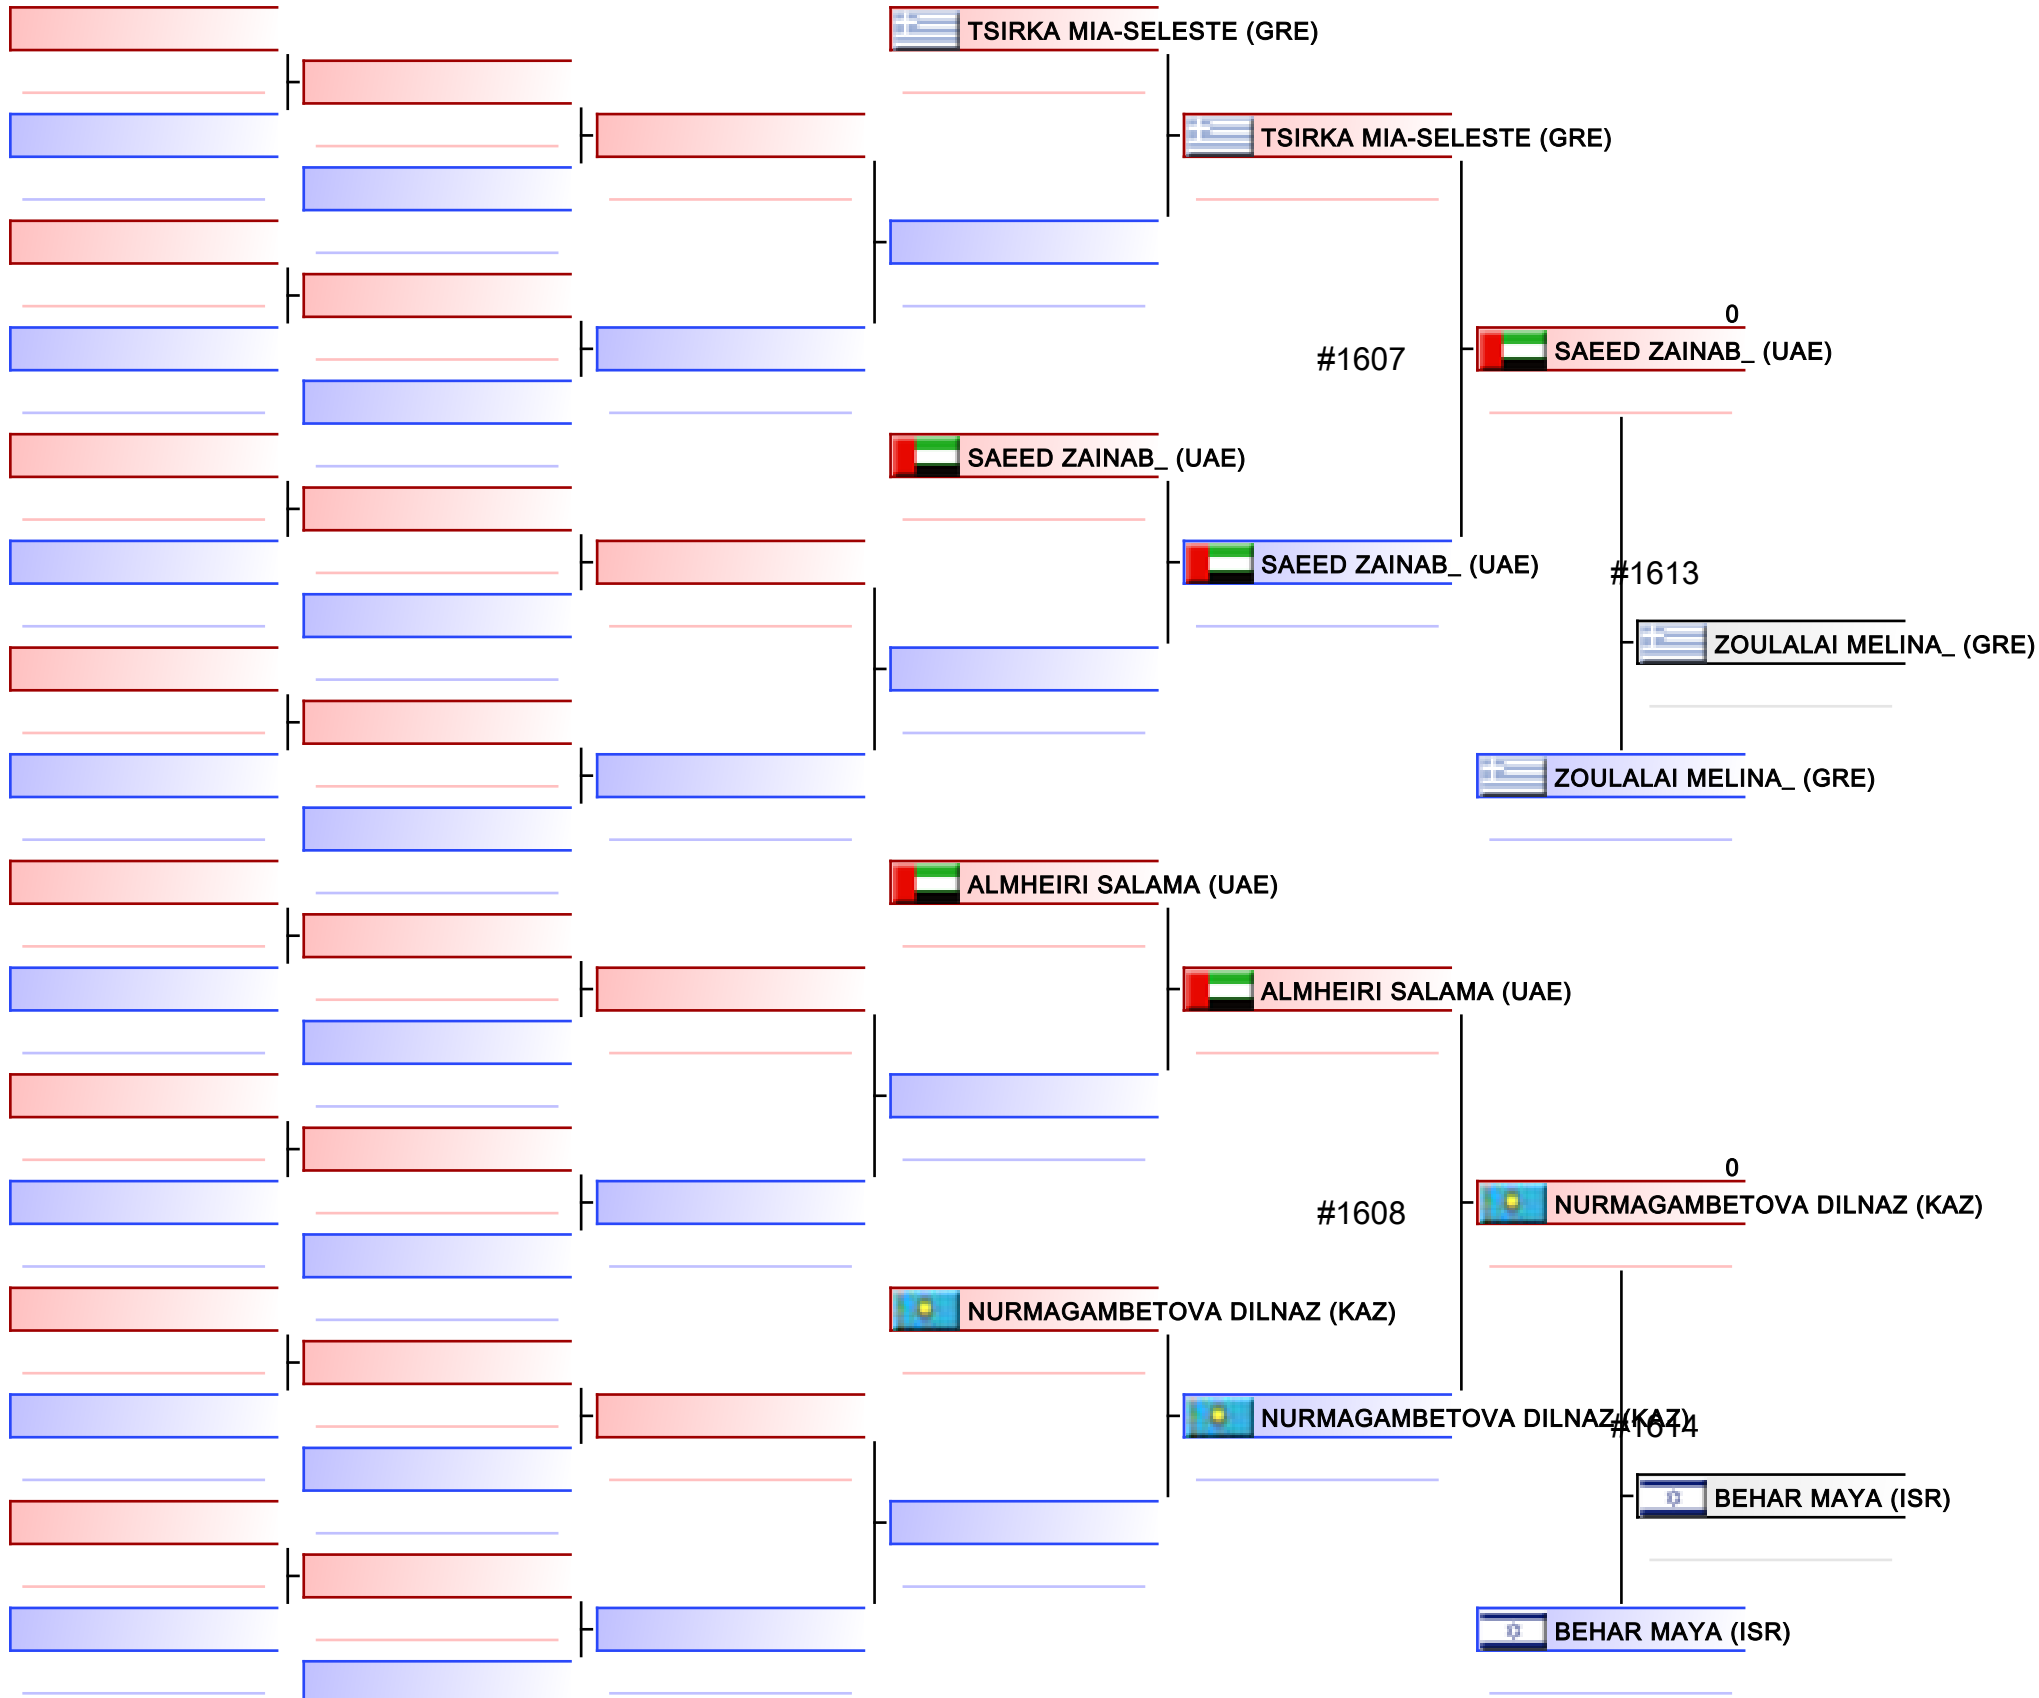 TSIRKA MIA-SELESTE (GRE)
TSIRKA MIA-SELESTE (GRE)
0
SAEED ZAINAB_ (UAE)
#1607
SAEED ZAINAB_ (UAE)
SAEED ZAINAB_ (UAE)
#1613
ZOULALAI MELINA_ (GRE)
ZOULALAI MELINA_ (GRE)
ALMHEIRI SALAMA (UAE)
ALMHEIRI SALAMA (UAE)
0
NURMAGAMBETOVA DILNAZ (KAZ)
#1608
NURMAGAMBETOVA DILNAZ (KAZ)
NURMAGAMBETOVA DILNAZ (KAZ)
#1614
BEHAR MAYA (ISR)
BEHAR MAYA (ISR)